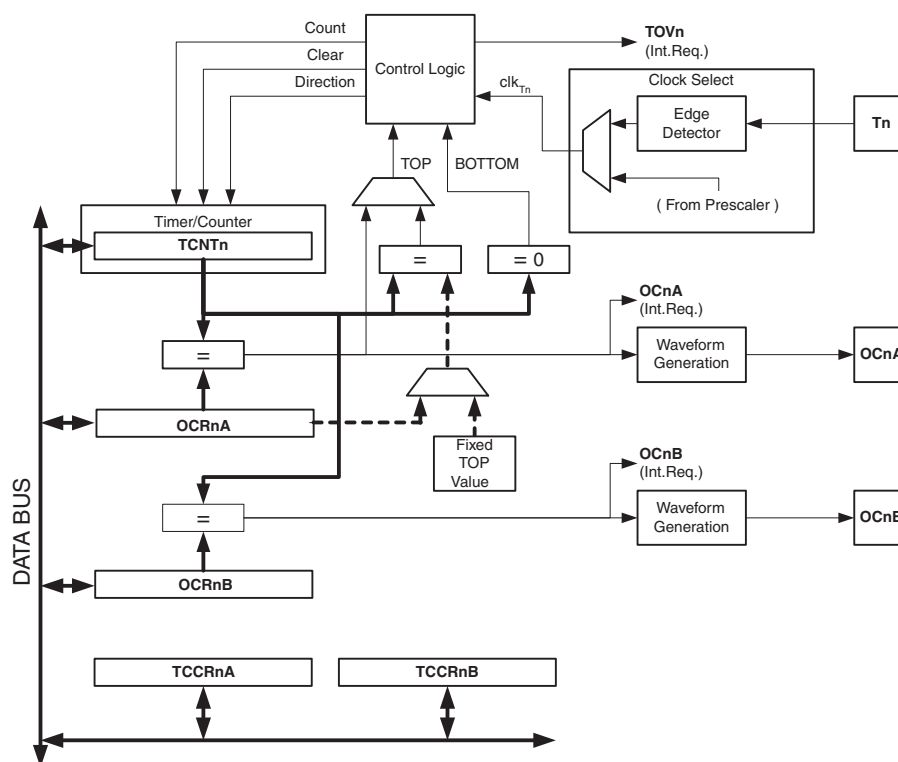 Count
Clear
Direction
Control Logic
TOVn
(Int.Req.)
clkTn
Clock Select
Edge
Detector
Tn
( From Prescaler )
TOP
BOTTOM
Timer/Counter
TCNTn
=
= 0
OCnA
(Int.Req.)
=
Waveform
Generation
OCnA
OCRnA
Fixed
TOP
Value
OCnB
(Int.Req.)
=
Waveform
Generation
OCnB
OCRnB
DATA BUS
TCCRnA
TCCRnB